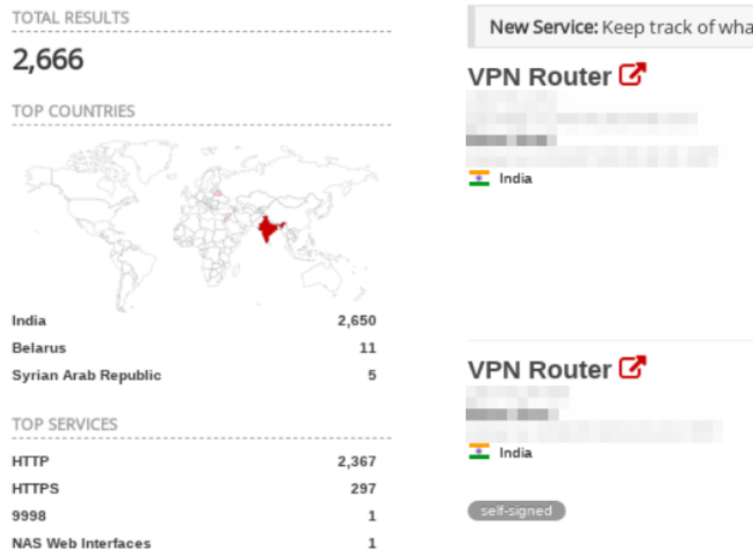 TOTAL RESULTS
2,666
TOP COUNTRIES
India 2,650
Belarus 11
Syrian Arab Republic 5
TOP SERVICES
HTTP 2,367
HTTPS 297
9998 1
NAS Web Interfaces 1
New Service: Keep track of wha
VPN Router
India
VPN Router
India
self-signed